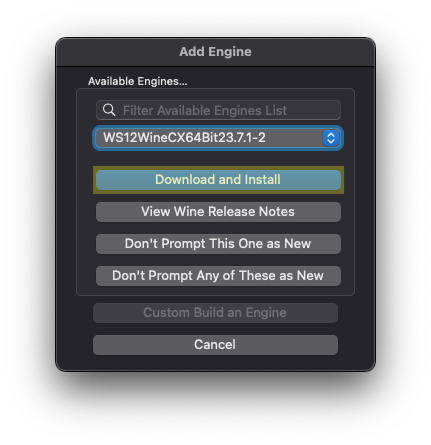 Add Engine
Available Engines...
Filter Available Engines List
WS12WineCX64Bit23.7.1-2
Download and Install
View Wine Release Notes
Don't Prompt This One as New
Don't Prompt Any of These as New
Custom Build an Engine
Cancel